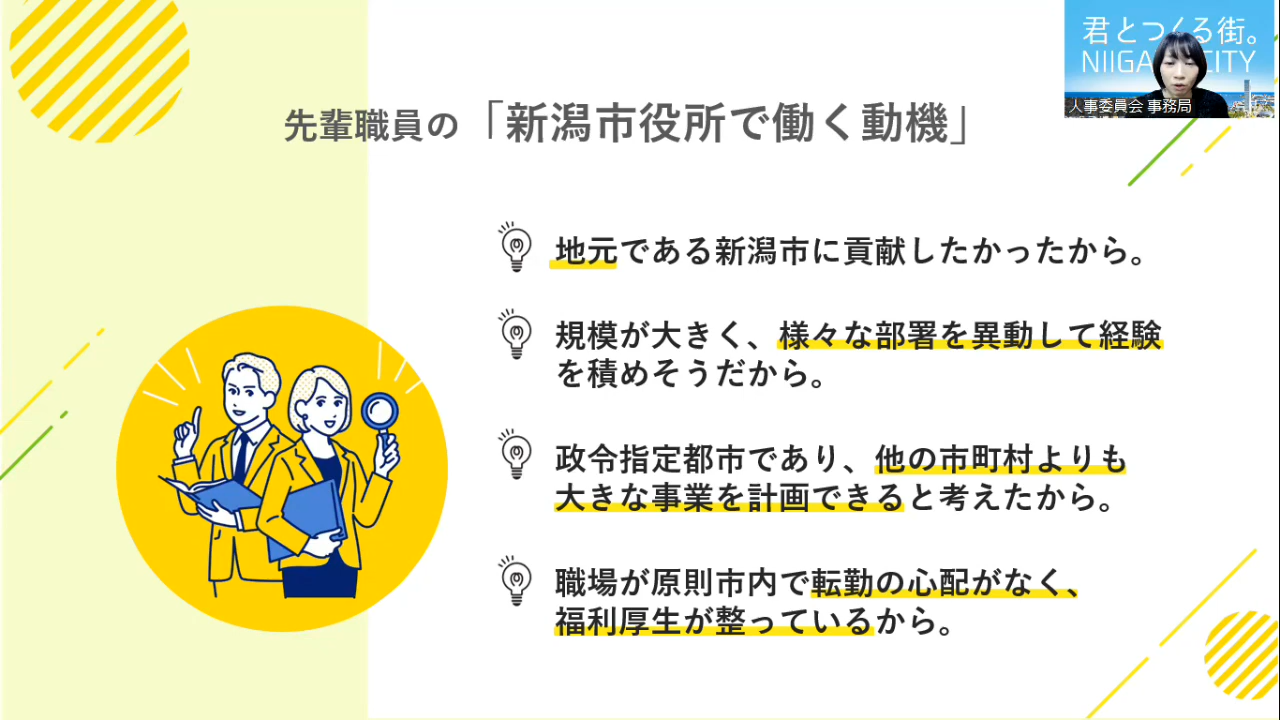 君とつくる街。
NIIGA CITY
人事委員会 事務局
先輩職員の「新潟市役所で働く動機」
地元である新潟市に貢献したかったから。
規模が大きく、様々な部署を異動して経験
を積めそうだから。
政令指定都市であり、他の市町村よりも
大きな事業を計画できると考えたから。
職場が原則市内で転勤の心配がなく、
福利厚生が整っているから。